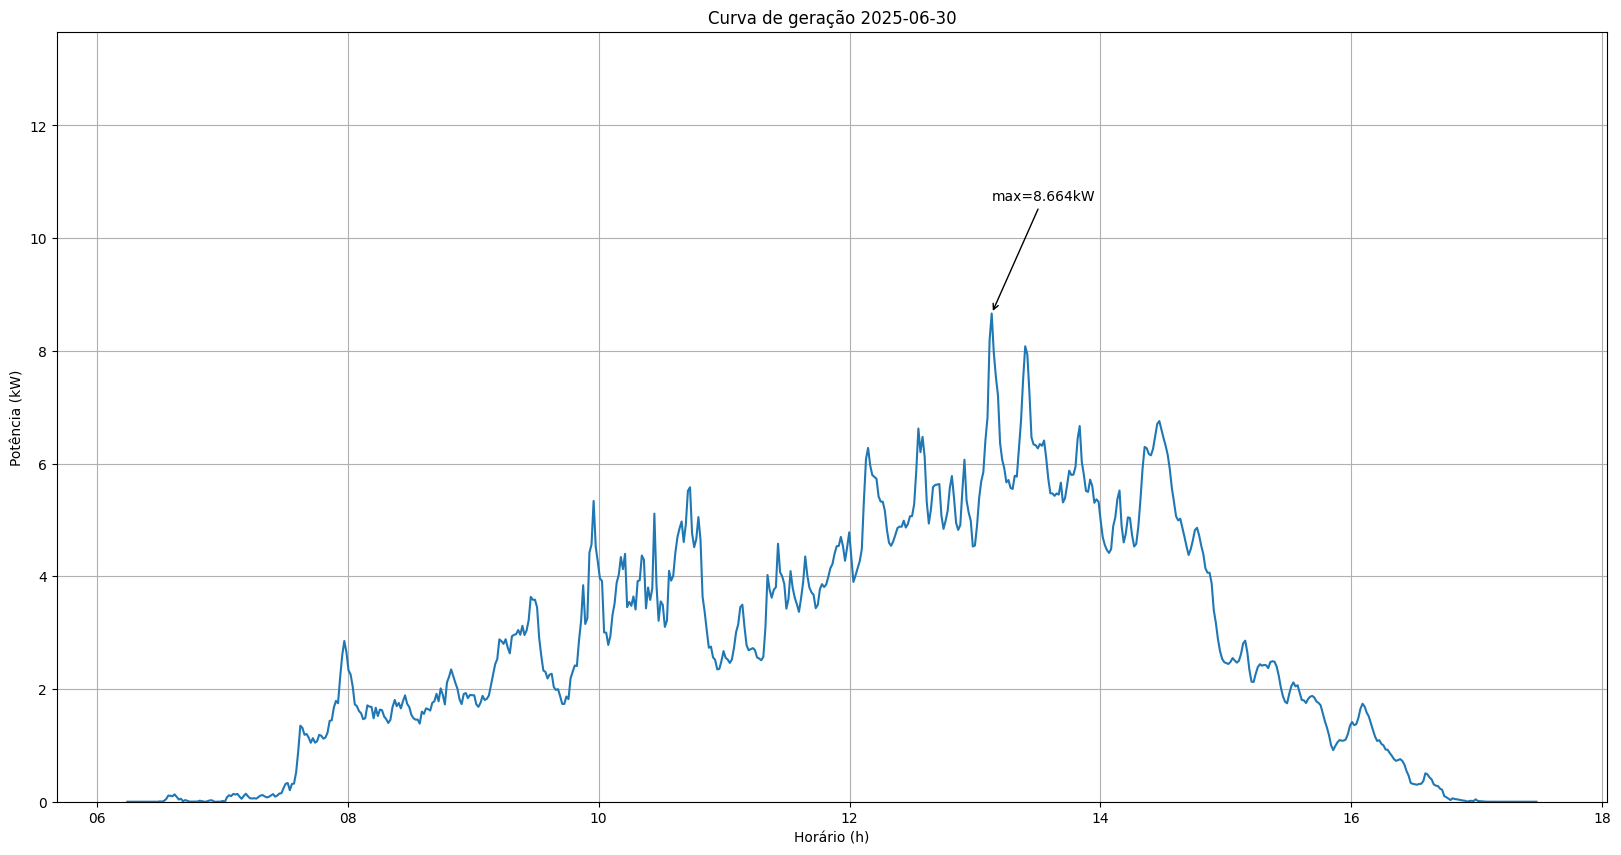 Curva de geração 2025-06-30
12
10
8
6
4
2
0
Potência (kW)
max=8.664kW
06 08 10 12 14 16 18
Horário (h)